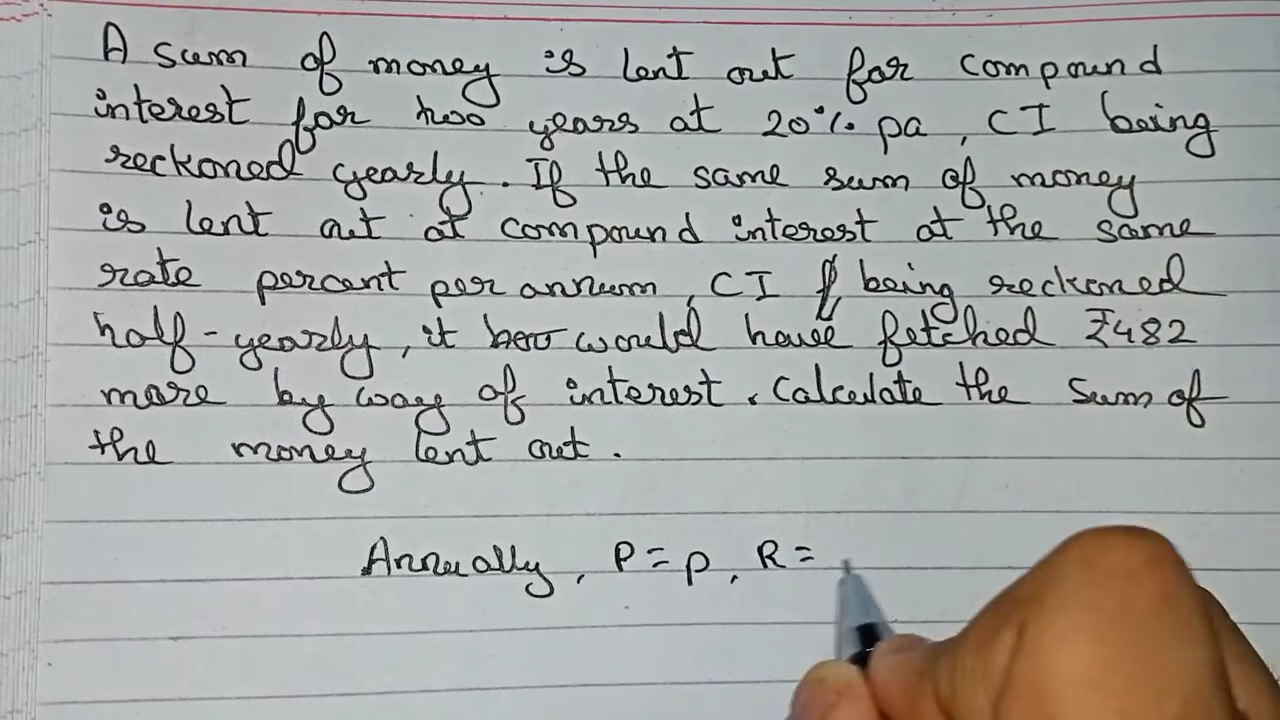 A sum of money is lent out for compound
interest for two years at 20% pa, CI being
reckoned yearly. If the same sum of money
is lent out at compound interest at the same
rate percent per annum, CI being reckoned
half-yearly, it would have fetched ₹482
more by way of interest. Calculate the sum of
the money lent out.
Annually, P = P, R =